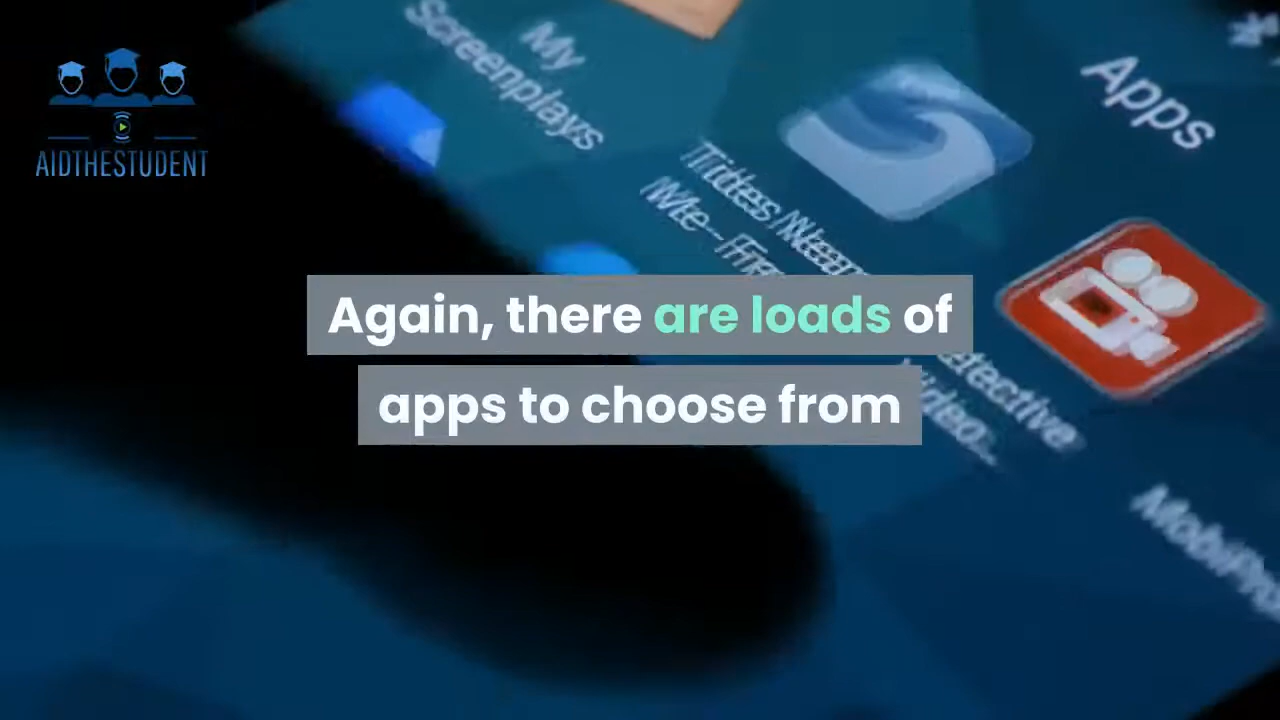 AIDTHESTUDENT
My
Screenplays
Apps
Again, there are loads of
apps to choose from